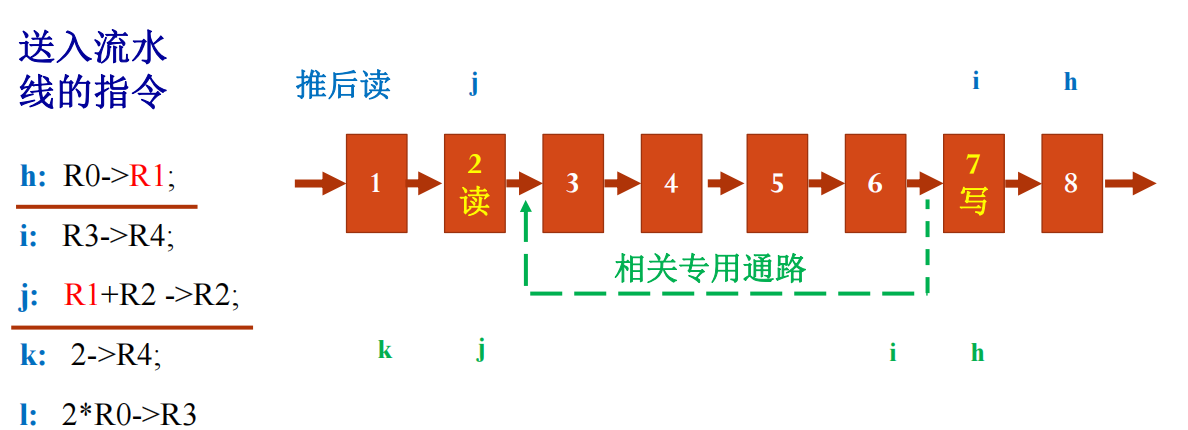 送入流水
线的指令
h: R0->R1;
i: R3->R4;
j: R1+R2 ->R2;
k: 2->R4;
l: 2*R0->R3
推后读 j i h
1 2 读 3 4 5 6 7 写 8
相关专用通路
k j i h